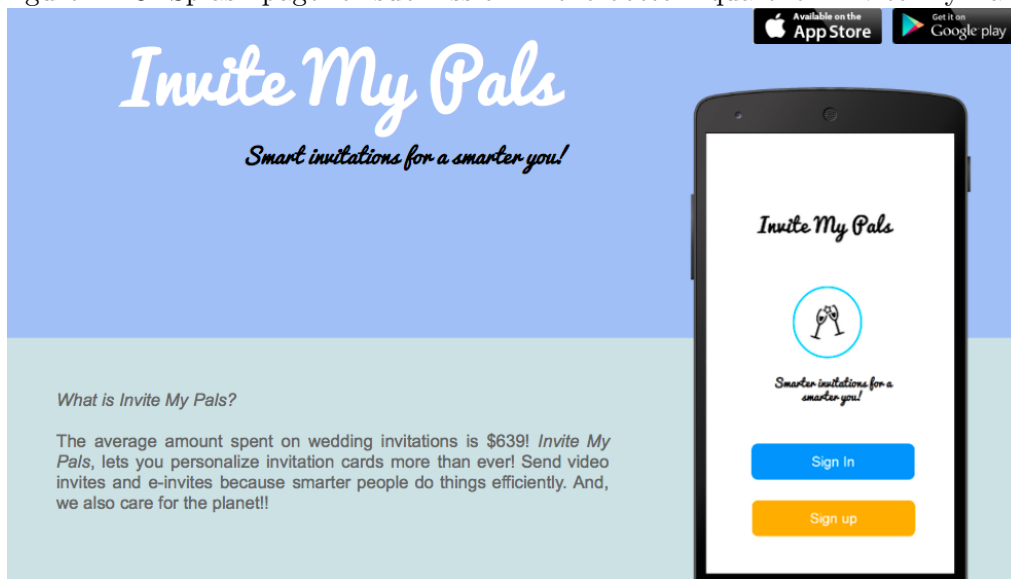 Available on the
App Store
Get it on
Google play
Invite My Pals
Smart invitations for a smarter you!
Invite My Pals
Smarter invitations for a
smarter you!
Sign In
Sign up
What is Invite My Pals?
The average amount spent on wedding invitations is $639! Invite My
Pals, lets you personalize invitation cards more than ever! Send video
invites and e-invites because smarter people do things efficiently. And,
we also care for the planet!!